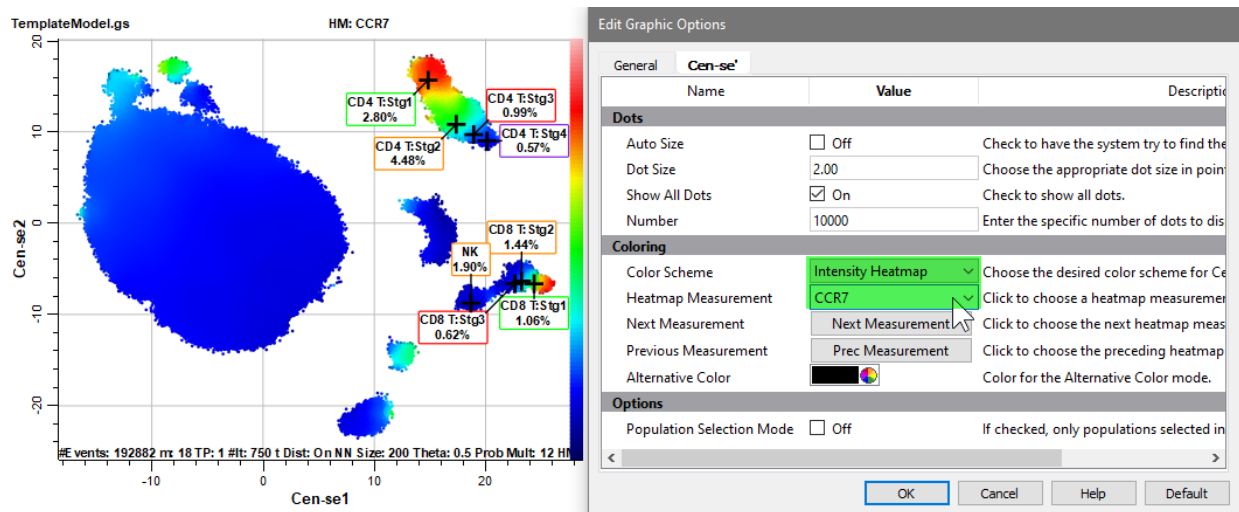 TemplateModel.gs
HM: CCR7
20
10
0
-10
-20
Cen-se2
CD4 T:Stg1
2.80%
CD4 T:Stg3
0.99%
CD4 T:Stg4
0.57%
CD4 T:Stg2
4.48%
CD8 T:Stg2
1.44%
NK
1.90%
CD8 T:Stg1
1.06%
CD8 T:Stg3
0.62%
#Events: 192882 m: 18 TP: 1 #It: 750 t Dist: On NN Size: 200 Theta: 0.5 Prob Mult: 12 HM
-10
0
10
20
Cen-se1
Edit Graphic Options
General
Cen-se'
Name
Value
Descriptio
Dots
Auto Size
Off
Check to have the system try to find the
Dot Size
2.00
Choose the appropriate dot size in poin
Show All Dots
On
Check to show all dots.
Number
10000
Enter the specific number of dots to dis
Coloring
Color Scheme
Intensity Heatmap
Choose the desired color scheme for Ce
Heatmap Measurement
CCR7
Click to choose a heatmap measuremer
Next Measurement
Next Measurement
Click to choose the next heatmap meas
Previous Measurement
Prec Measurement
Click to choose the preceding heatmap
Alternative Color
Color for the Alternative Color mode.
Options
Population Selection Mode
Off
If checked, only populations selected in
OK
Cancel
Help
Default